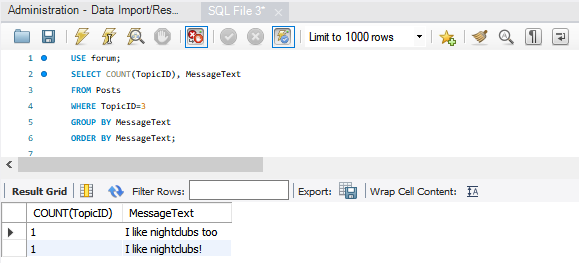 Administration - Data Import/Res...
SQL File 3*
Limit to 1000 rows
1 USE forum;
2 SELECT COUNT(TopicID), MessageText
3 FROM Posts
4 WHERE TopicID=3
5 GROUP BY MessageText
6 ORDER BY MessageText;
7
Result Grid Filter Rows: Export: Wrap Cell Content:
COUNT(TopicID) MessageText
1 I like nightclubs too
1 I like nightclubs!